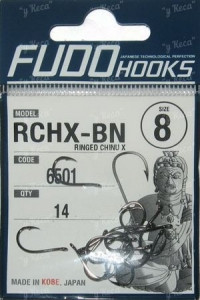 "у Кеса" "у Кеса"
FUDO HOOKS
JAPANESE TECHNOLOGICAL PERFECTION
MODEL
SIZE
RCHX-BN
8
RINGED CHINU X
CODE
6501
QTY
14
MADE IN KOBE, JAPAN